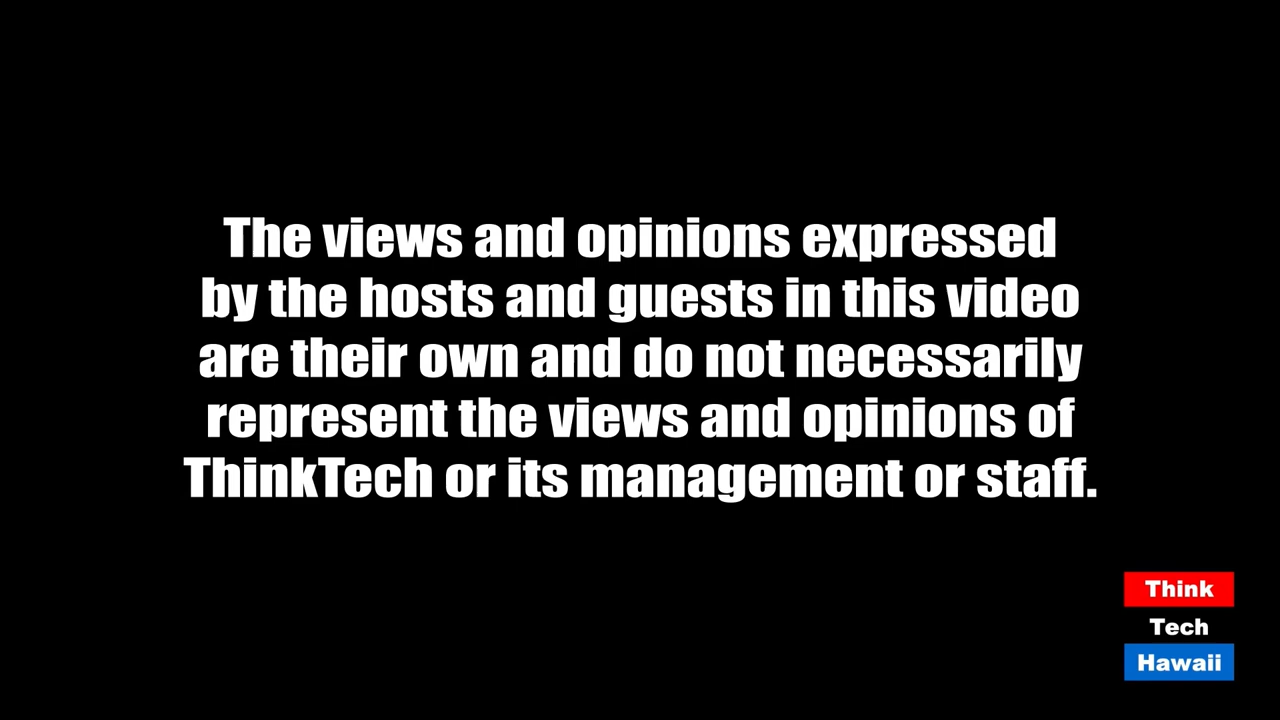 The views and opinions expressed
by the hosts and guests in this video
are their own and do not necessarily
represent the views and opinions of
ThinkTech or its management or staff.
Think
Tech
Hawaii